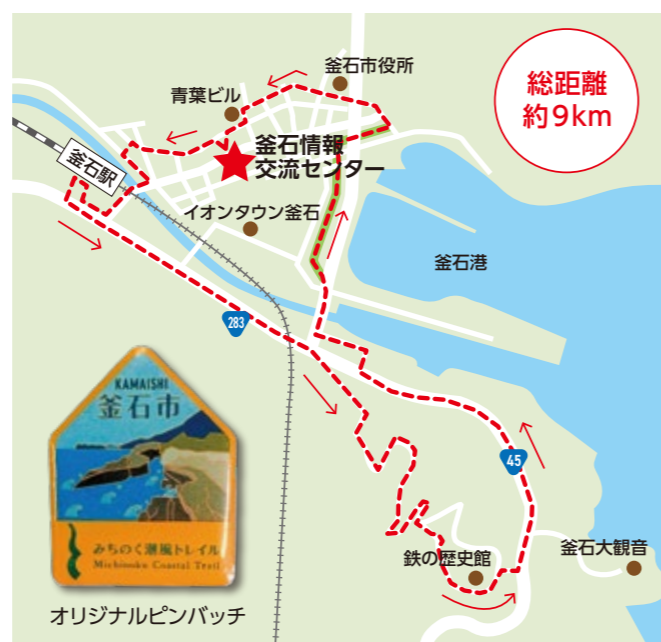 総距離
約9km
釜石市役所
青葉ビル
釜石情報
交流センター
釜石駅
イオンタウン釜石
釜石港
283
45
鉄の歴史館
釜石大観音
KAMAISHI
釜石市
みちのく潮風トレイル
Michinoku Coastal Trail
オリジナルピンバッチ